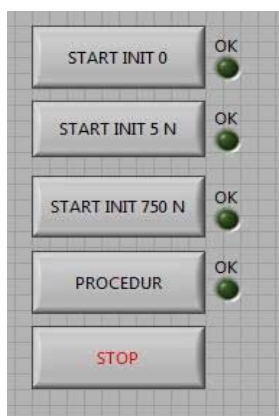 START INIT 0
OK
START INIT 5 N
OK
START INIT 750 N
OK
PROCEDUR
OK
STOP